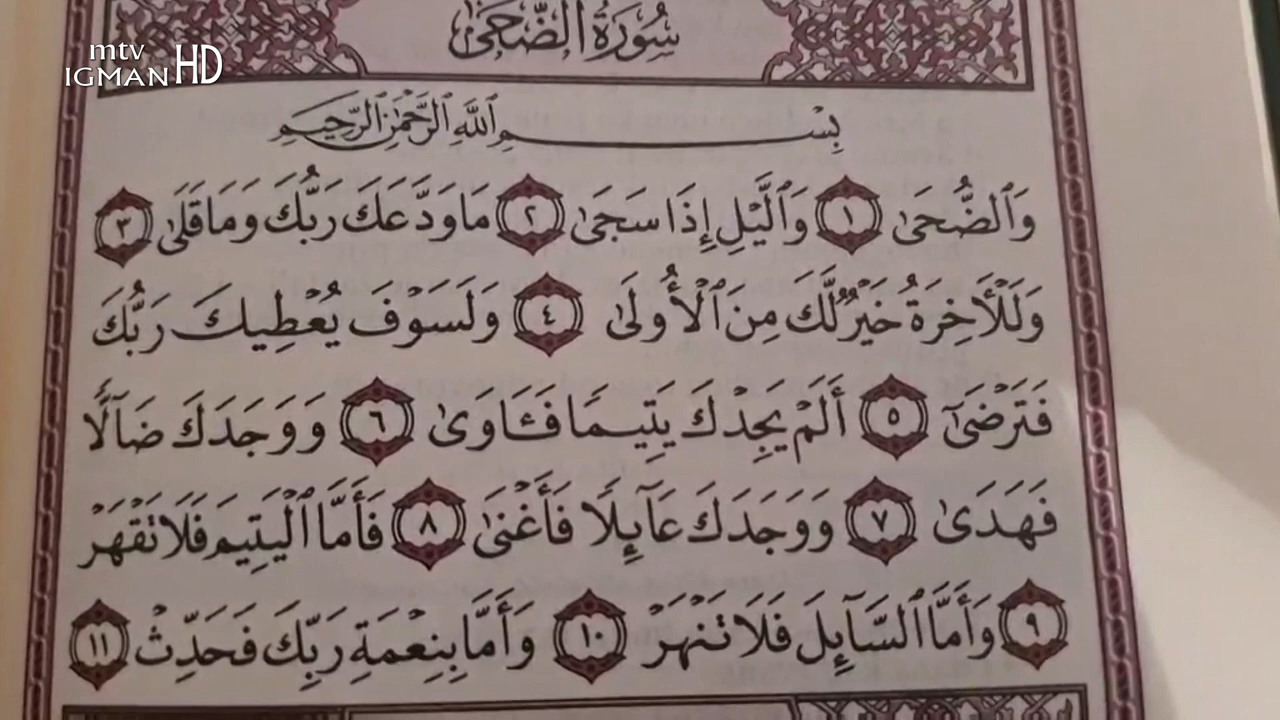 mtv
IGMAN HD
سُورَةُ الضُّحَىٰ
بِسْمِ ٱللَّهِ ٱلرَّحْمَٰنِ ٱلرَّحِيمِ
وَٱلضُّحَىٰ ١ وَٱلَّيْلِ إِذَا سَجَىٰ ٢ مَا وَدَّعَكَ رَبُّكَ وَمَا قَلَىٰ ٣
وَلَلْأَخِرَةُ خَيْرٌ لَّكَ مِنَ ٱلْأُولَىٰ ٤ وَلَسَوْفَ يُعْطِيكَ رَبُّكَ
فَتَرْضَىٰٓ ٥ أَلَمْ يَجِدْكَ يَتِيمًا فَـَٔاوَىٰ ٦ وَوَجَدَكَ ضَآلًّا
فَهَدَىٰ ٧ وَوَجَدَكَ عَآئِلًا فَأَغْنَىٰ ٨ فَأَمَّا ٱلْيَتِيمَ فَلَا تَقْهَرْ
٩ وَأَمَّا ٱلسَّآئِلَ فَلَا تَنْهَرْ ١٠ وَأَمَّا بِنِعْمَةِ رَبِّكَ فَحَدِّثْ ١١